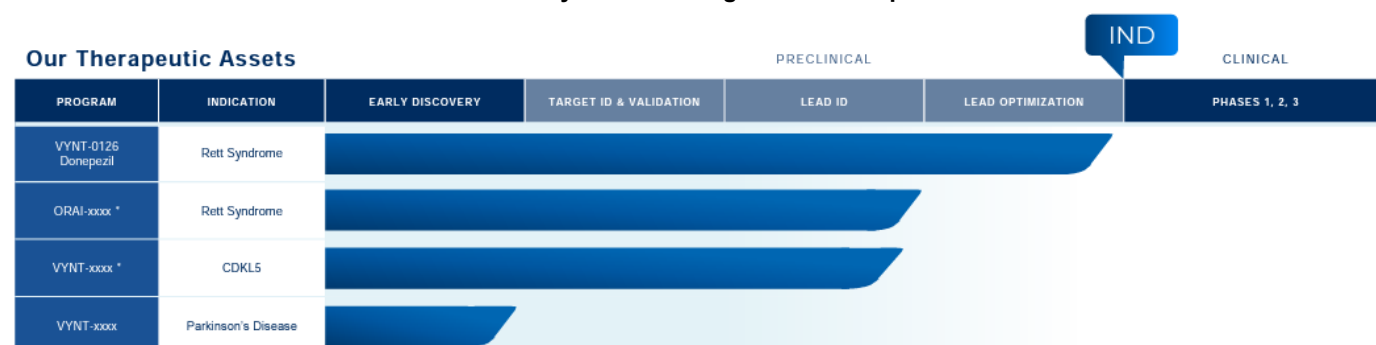 IND
Our Therapeutic Assets
PRECLINICAL
CLINICAL
PROGRAM
INDICATION
EARLY DISCOVERY
TARGET ID & VALIDATION
LEAD ID
LEAD OPTIMIZATION
PHASES 1, 2, 3
VYNT-0126
Donepezil
Rett Syndrome
ORAI-xxxx *
Rett Syndrome
VYNT-xxxx *
CDKL5
VYNT-xxxx
Parkinson's Disease